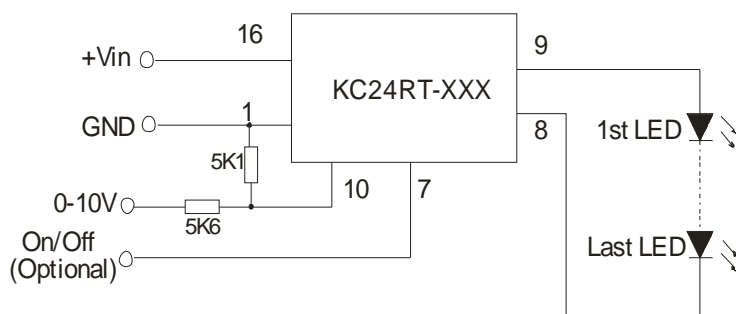 16
+Vin
9
KC24RT-XXX
GND
1
8
1st LED
5K1
10
7
0-10V
5K6
On/Off
(Optional)
Last LED